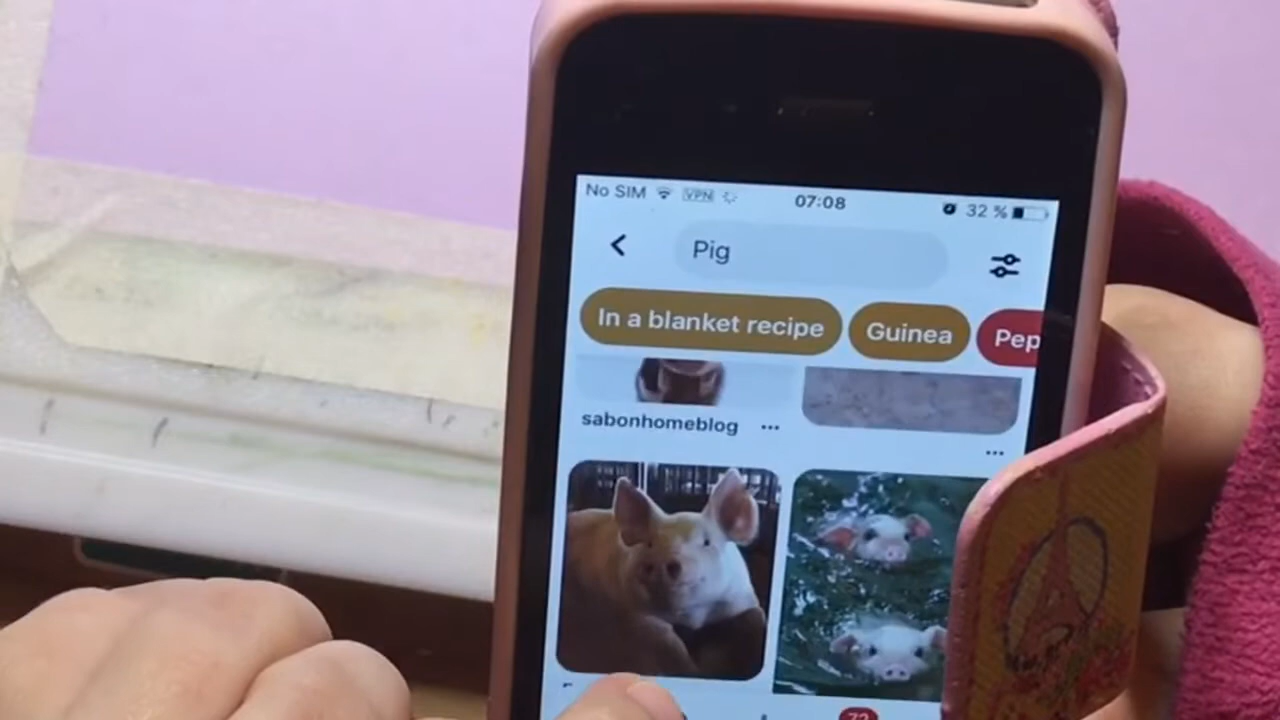 No SIM VPN 07:08 32 %
Pig
In a blanket recipe Guinea Pep
sabonhomeblog ...
...
72